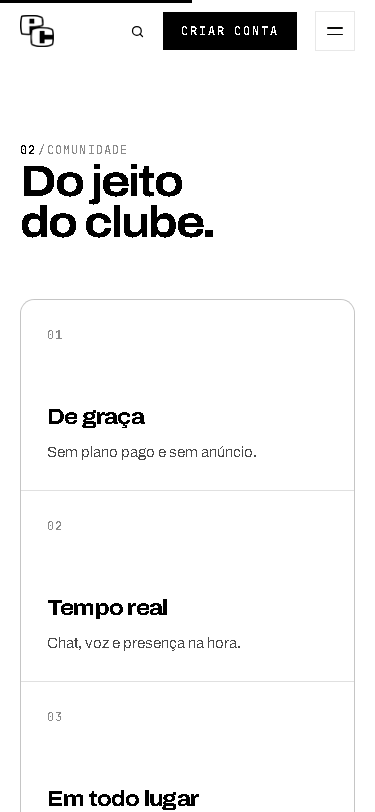 PC
CRIAR CONTA
02/COMUNIDADE
Do jeito
do clube.
01
De graça
Sem plano pago e sem anúncio.
02
Tempo real
Chat, voz e presença na hora.
03
Em todo lugar